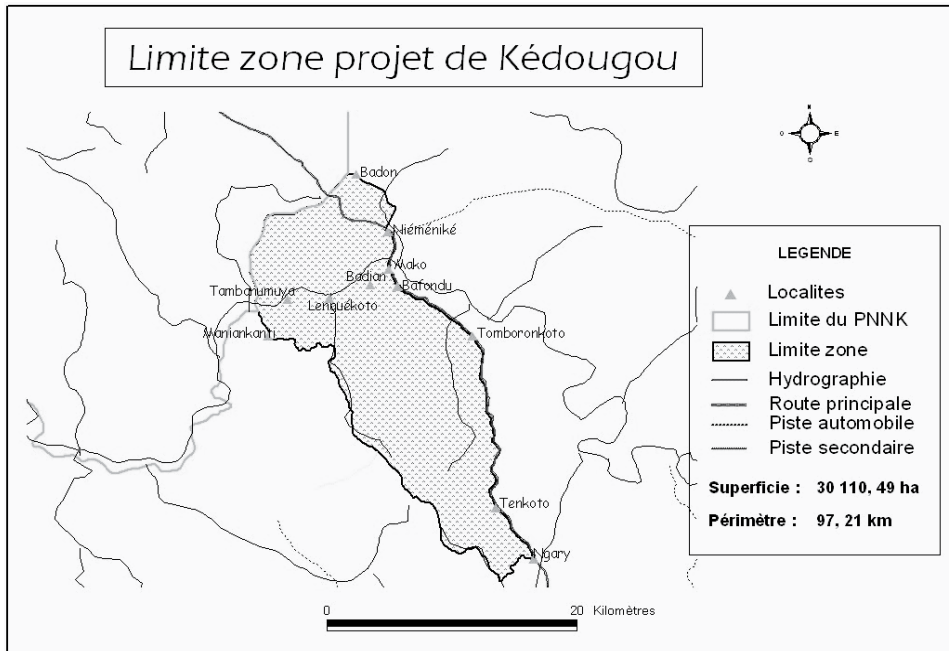 Limite zone projet de Kédougou
N
O E
O
Badon
Niéméniké
Mako
Badian
Bafondu
Tambanumuya
Lenguékoto
Maniankanti
Tomboronkoto
Tenkoto
Ngary
LEGENDE
Localites
Limite du PNNK
Limite zone
Hydrographie
Route principale
Piste automobile
Piste secondaire
Superficie : 30 110, 49 ha
Périmètre : 97, 21 km
0 20 Kilomètres